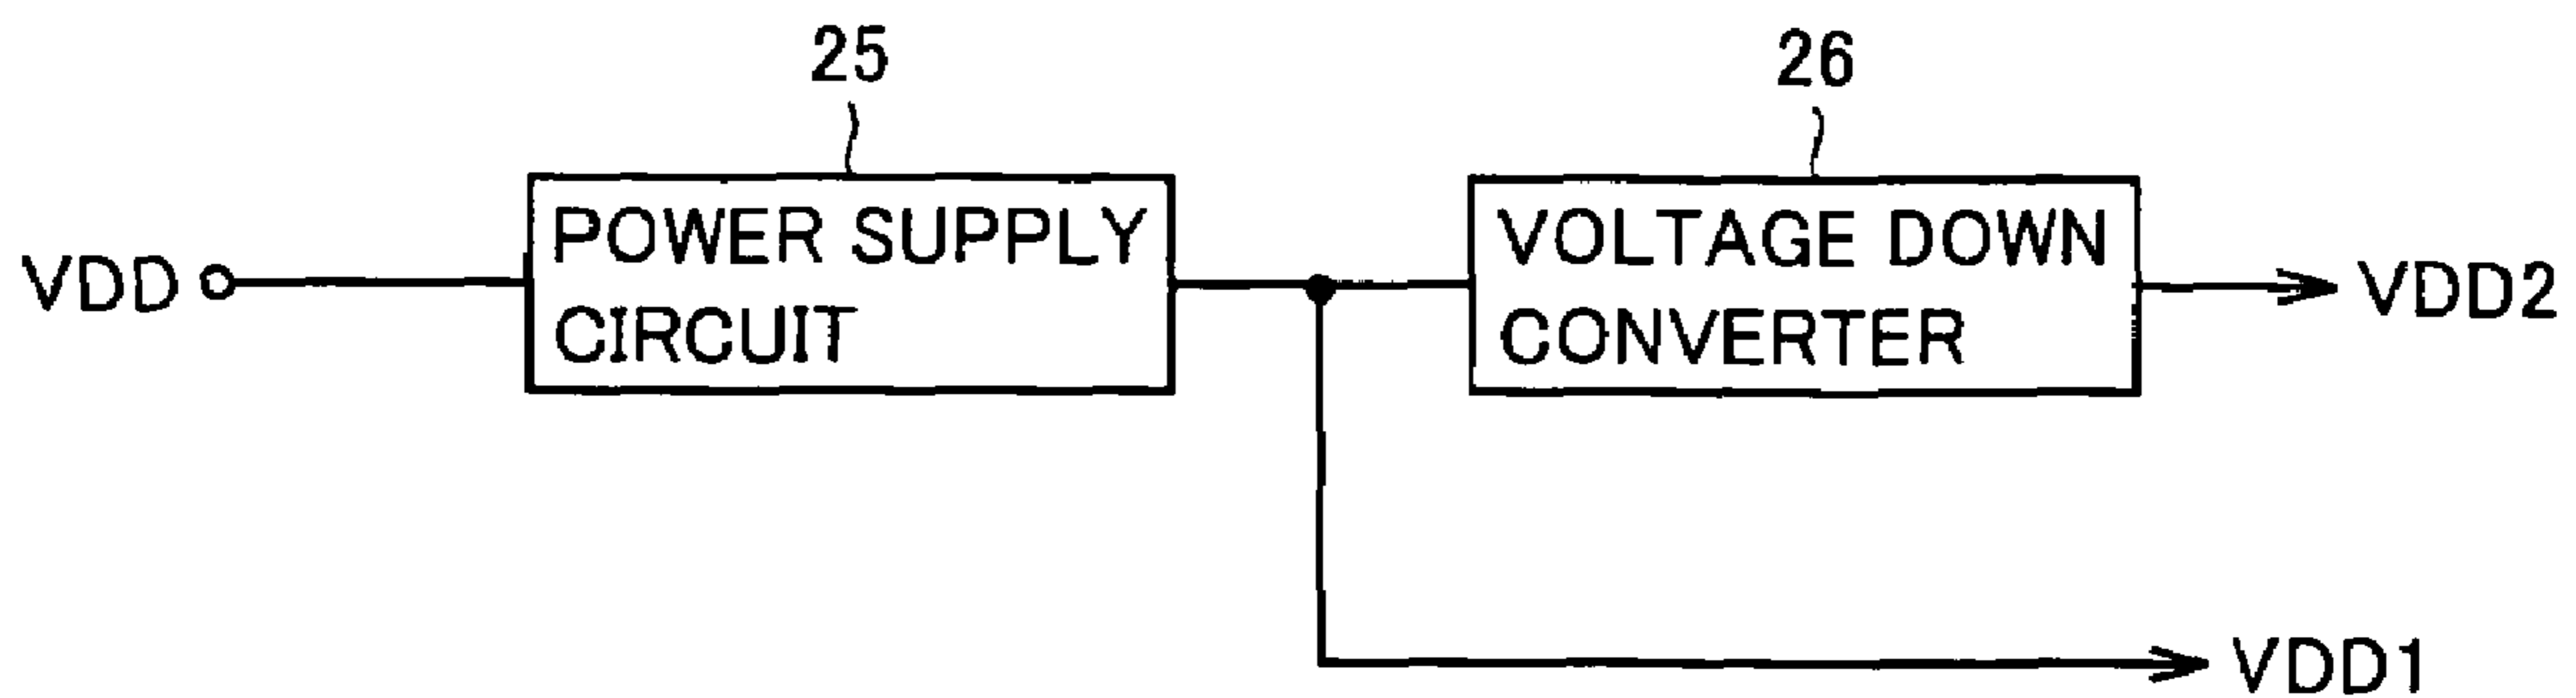 25
26
POWER SUPPLY
CIRCUIT
VOLTAGE DOWN
CONVERTER
VDD
VDD2
VDD1